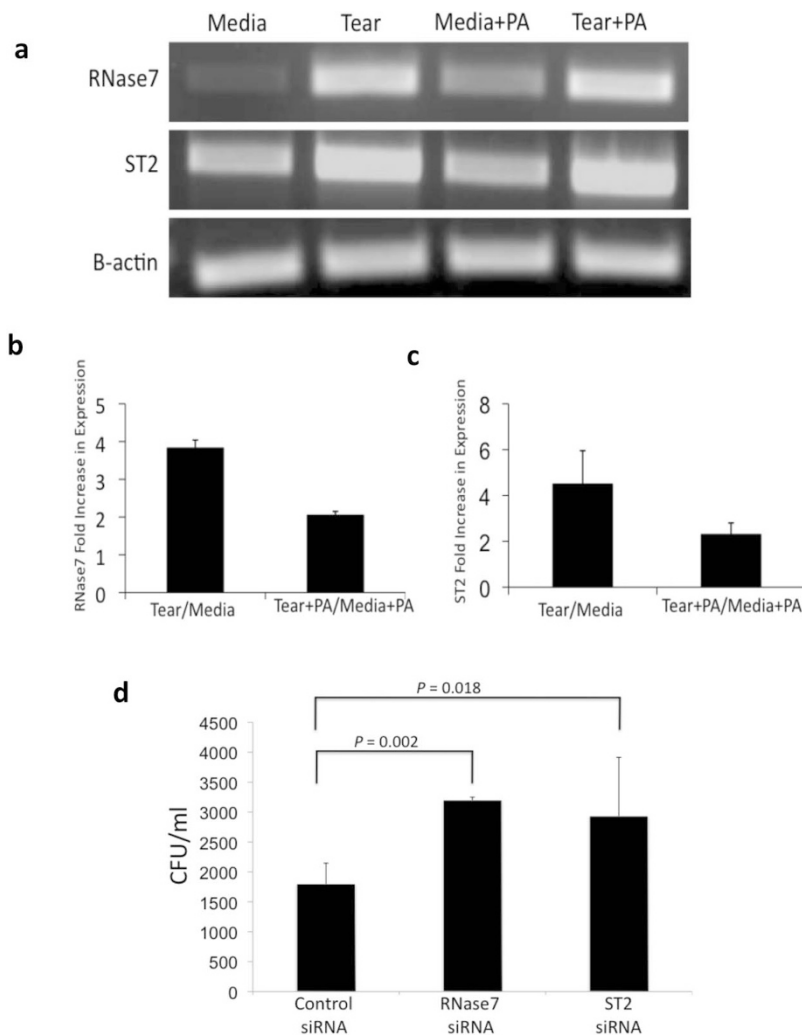 a
Media Tear Media+PA Tear+PA
RNase7
ST2
B-actin
b
RNase7 Fold Increase in Expression
5
4
3
2
1
0
Tear/Media Tear+PA/Media+PA
c
ST2 Fold Increase in Expression
8
6
4
2
0
Tear/Media Tear+PA/Media+PA
d
P = 0.018
P = 0.002
CFU/ml
4500
4000
3500
3000
2500
2000
1500
1000
500
0
Control siRNA
RNase7 siRNA
ST2 siRNA